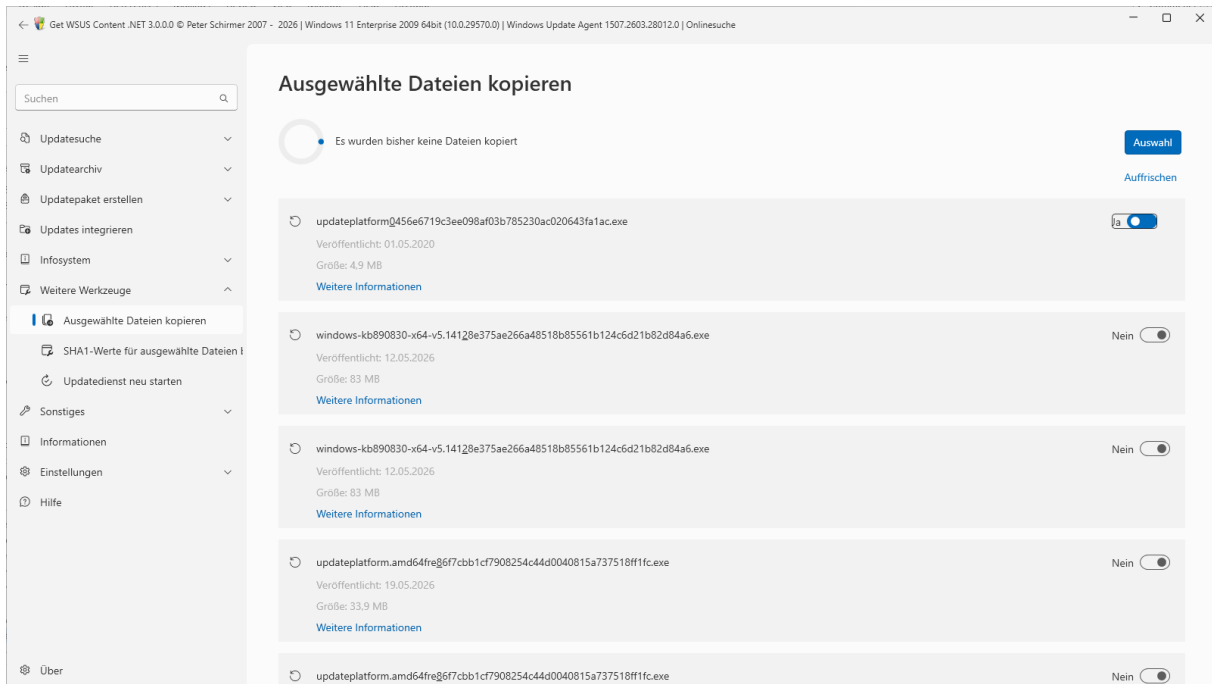 Get WSUS Content .NET 3.0.0.0 © Peter Schirmer 2007 - 2026 | Windows 11 Enterprise 2009 64bit (10.0.29570.0) | Windows Update Agent 1507.2603.28012.0 | Onlinesuche
Suchen
Updatesuche
Updatearchiv
Updatepaket erstellen
Updates integrieren
Infosystem
Weitere Werkzeuge
Ausgewählte Dateien kopieren
SHA1-Werte für ausgewählte Dateien
Updatedienst neu starten
Sonstiges
Informationen
Einstellungen
Hilfe
Über
Ausgewählte Dateien kopieren
Es wurden bisher keine Dateien kopiert
Auswahl
Auffrischen
updateplatform0456e6719c3ee098af03b785230ac020643fa1ac.exe
Ja
Veröffentlicht: 01.05.2020
Größe: 4,9 MB
Weitere Informationen
windows-kb890830-x64-v5.14128e375ae266a48518b85561b124c6d21b82d84a6.exe
Nein
Veröffentlicht: 12.05.2026
Größe: 83 MB
Weitere Informationen
windows-kb890830-x64-v5.14128e375ae266a48518b85561b124c6d21b82d84a6.exe
Nein
Veröffentlicht: 12.05.2026
Größe: 83 MB
Weitere Informationen
updateplatform.amd64fre86f7cbb1cf7908254c44d0040815a737518ff1fc.exe
Nein
Veröffentlicht: 19.05.2026
Größe: 33,9 MB
Weitere Informationen
updateplatform.amd64fre86f7cbb1cf7908254c44d0040815a737518ff1fc.exe
Nein